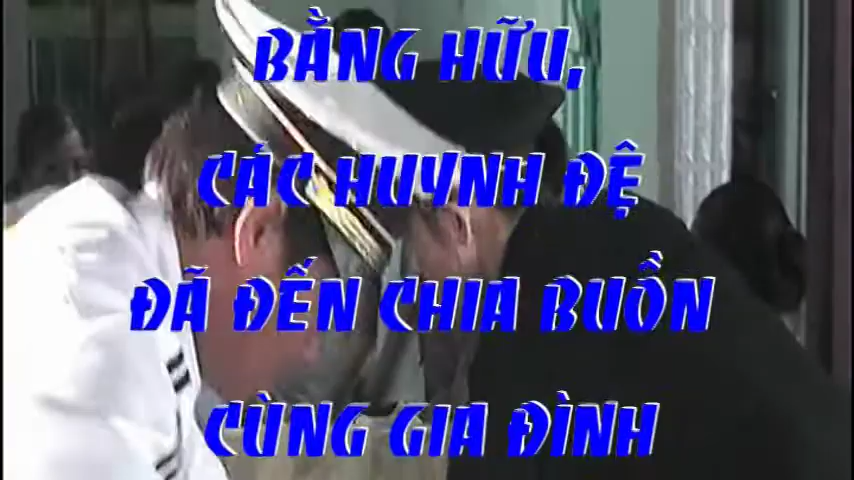 BẰNG HỮU,
CÁC HUYNH ĐỆ
ĐÃ ĐẾN CHIA BUỒN
CÙNG GIA ĐÌNH